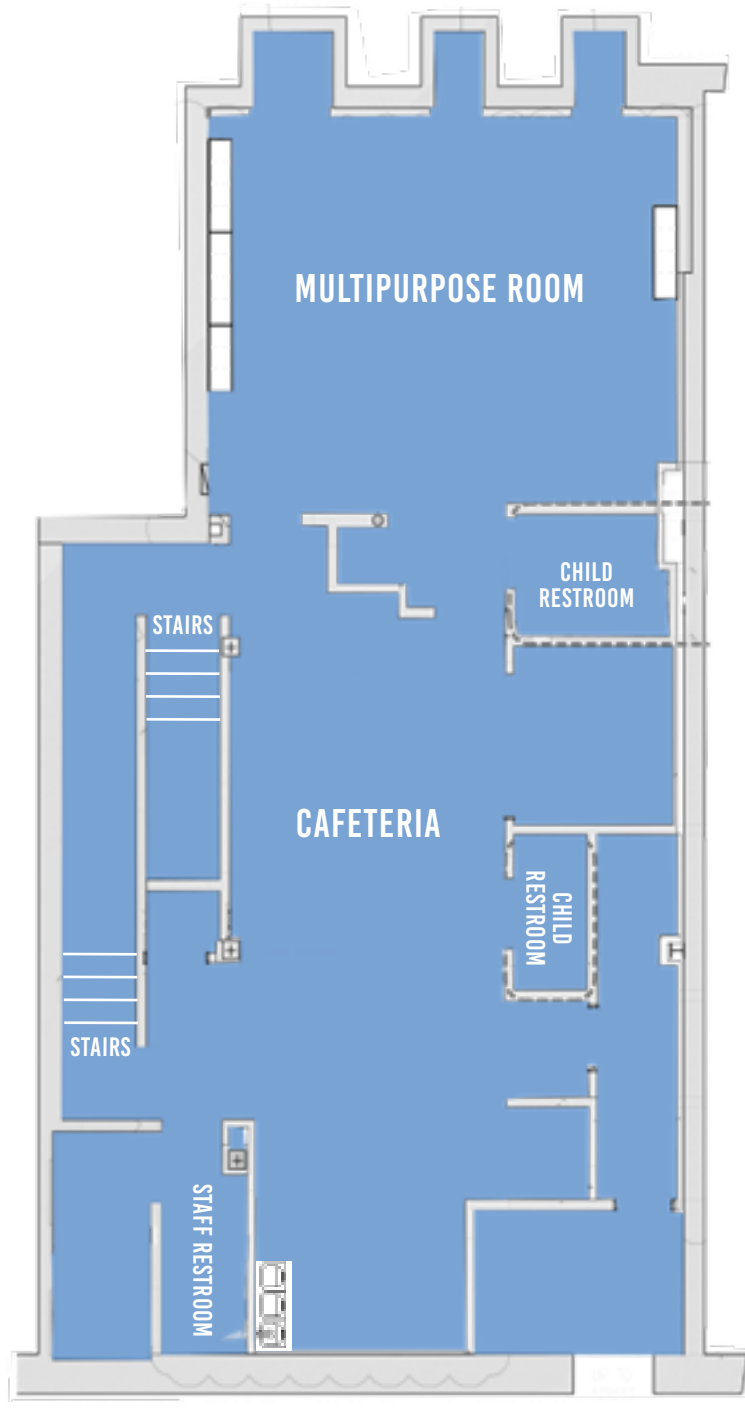 MULTIPURPOSE ROOM
CHILD
RESTROOM
STAIRS
CAFETERIA
CHILD
RESTROOM
STAIRS
STAFF RESTROOM